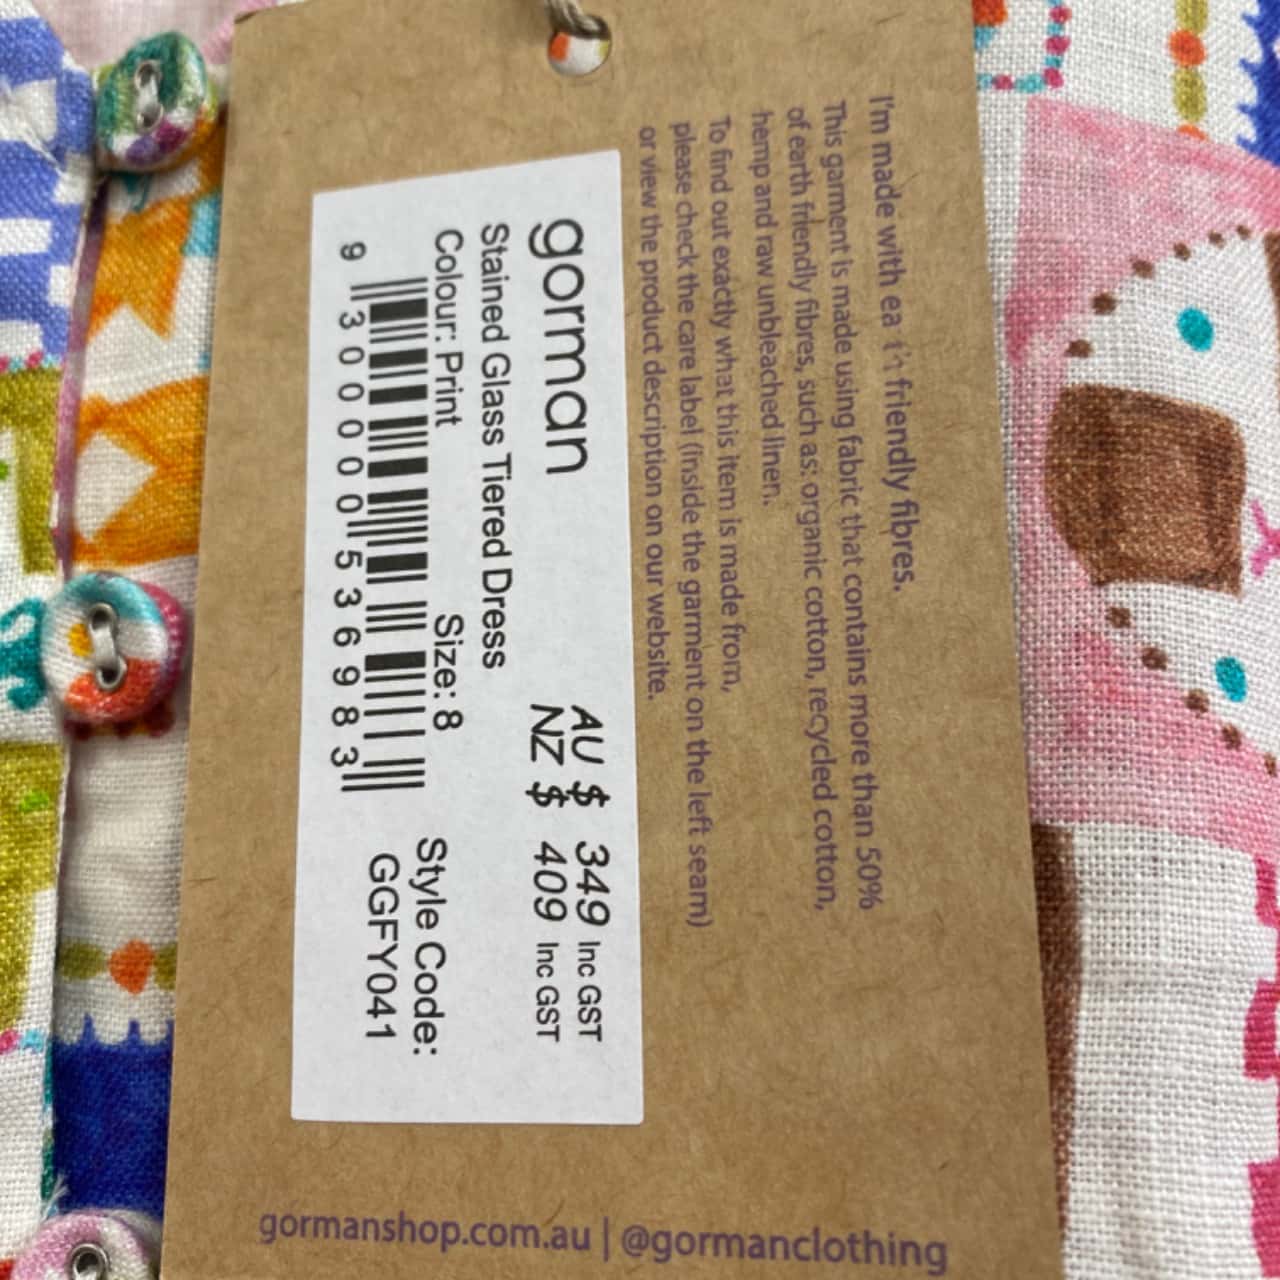 I'm made with earth friendly fibres.
This garment is made using fabric that contains more than 50%
of earth friendly fibres, such as: organic cotton, recycled cotton,
hemp and raw unbleached linen.
To find out exactly what this item is made from,
please check the care label (inside the garment on the left seam)
or view the product description on our website.
gorman
AU $ 349 Inc GST
NZ $ 409 Inc GST
Stained Glass Tiered Dress
Colour: Print Size: 8
Style Code:
GGFY041
9 300000 536983
gormanshop.com.au | @gormanclothing